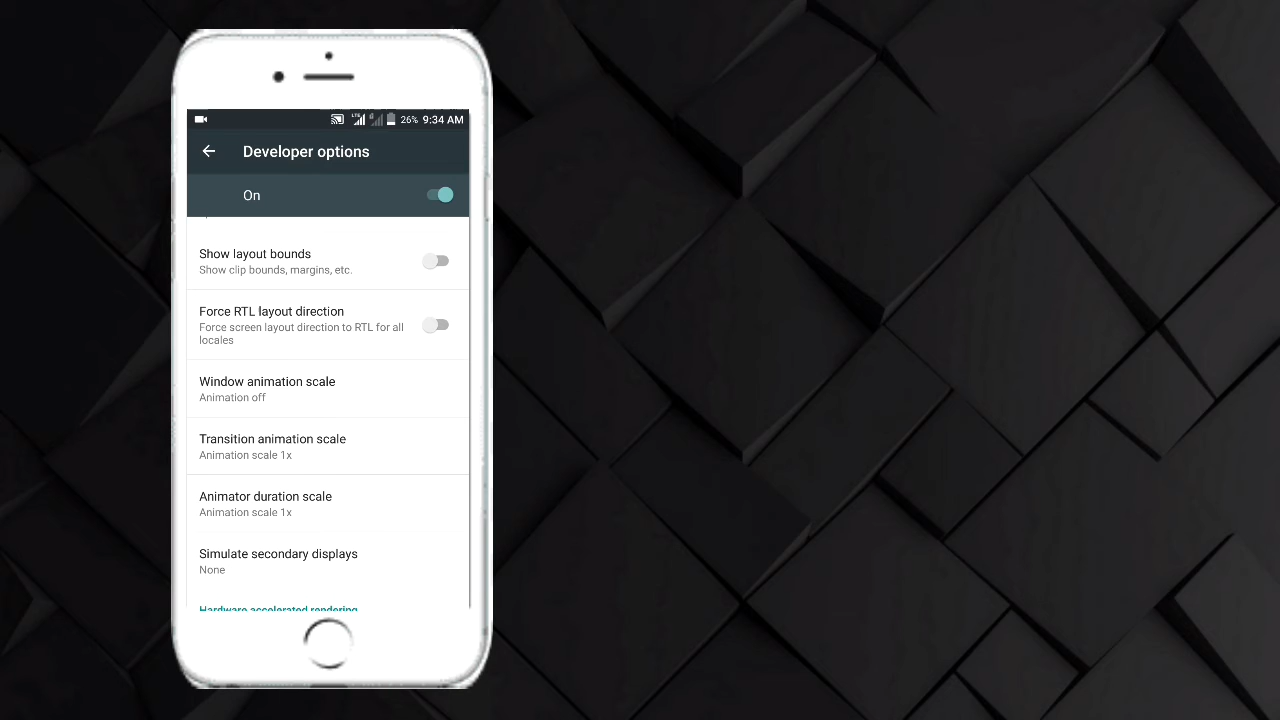 26% 9:34 AM
Developer options
On
Show layout bounds
Show clip bounds, margins, etc.
Force RTL layout direction
Force screen layout direction to RTL for all
locales
Window animation scale
Animation off
Transition animation scale
Animation scale 1x
Animator duration scale
Animation scale 1x
Simulate secondary displays
None
Hardware accelerated rendering